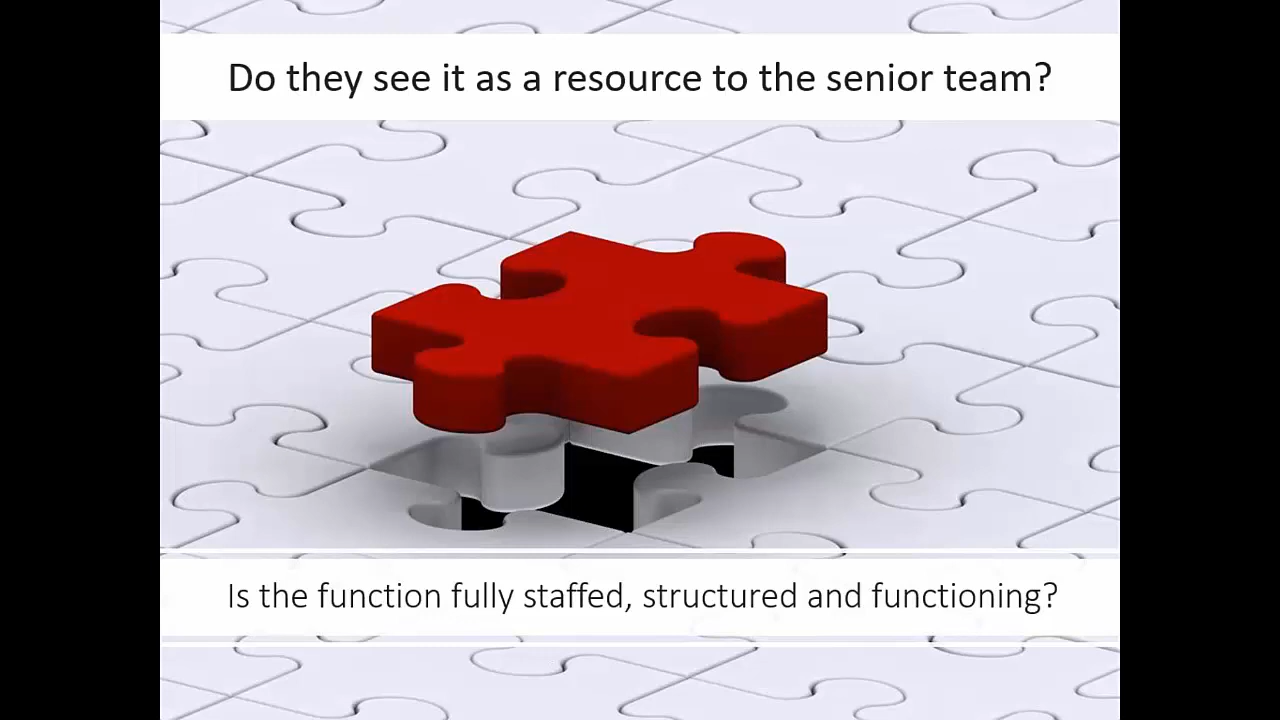 Do they see it as a resource to the senior team?
Is the function fully staffed, structured and functioning?